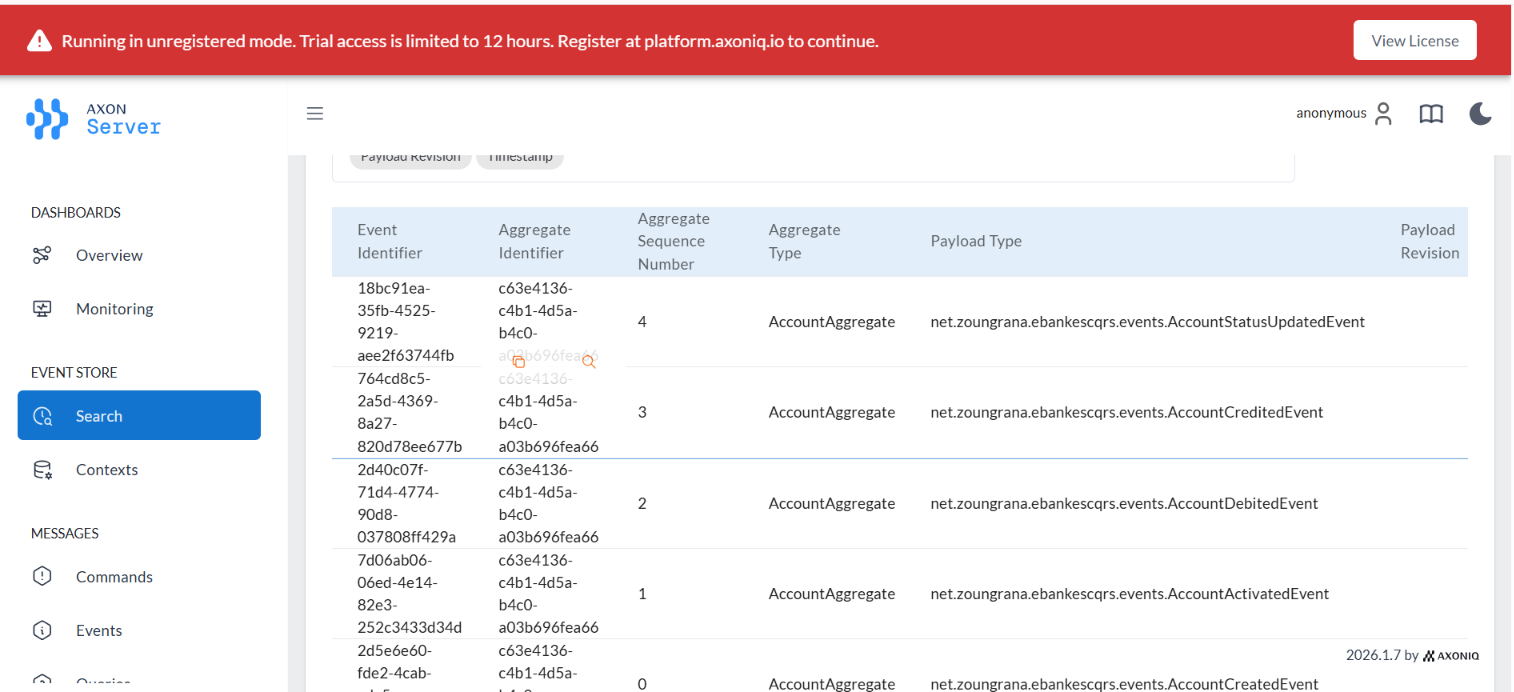 Running in unregistered mode. Trial access is limited to 12 hours. Register at platform.axoniq.io to continue.
View License
AXON
Server
anonymous
Payload Revision
Timestamp
DASHBOARDS
Overview
Monitoring
EVENT STORE
Search
Contexts
MESSAGES
Commands
Events
Queries
Event
Identifier
Aggregate
Identifier
Aggregate
Sequence
Number
Aggregate
Type
Payload Type
Payload
Revision
18bc91ea-
35fb-4525-
9219-
aee2f63744fb
c63e4136-
c4b1-4d5a-
b4c0-
a03b696fea66
4
AccountAggregate
net.zoungrana.ebankescqrs.events.AccountStatusUpdatedEvent
764cd8c5-
2a5d-4369-
8a27-
820d78ee677b
c63e4136-
c4b1-4d5a-
b4c0-
a03b696fea66
3
AccountAggregate
net.zoungrana.ebankescqrs.events.AccountCreditedEvent
2d40c07f-
71d4-4774-
90d8-
037808ff429a
c63e4136-
c4b1-4d5a-
b4c0-
a03b696fea66
2
AccountAggregate
net.zoungrana.ebankescqrs.events.AccountDebitedEvent
7d06ab06-
06ed-4e14-
82e3-
252c3433d34d
c63e4136-
c4b1-4d5a-
b4c0-
a03b696fea66
1
AccountAggregate
net.zoungrana.ebankescqrs.events.AccountActivatedEvent
2d5e6e60-
fde2-4cab-
c63e4136-
c4b1-4d5a-
0
AccountAggregate
net.zoungrana.ebankescqrs.events.AccountCreatedEvent
2026.1.7 by AXONIQ